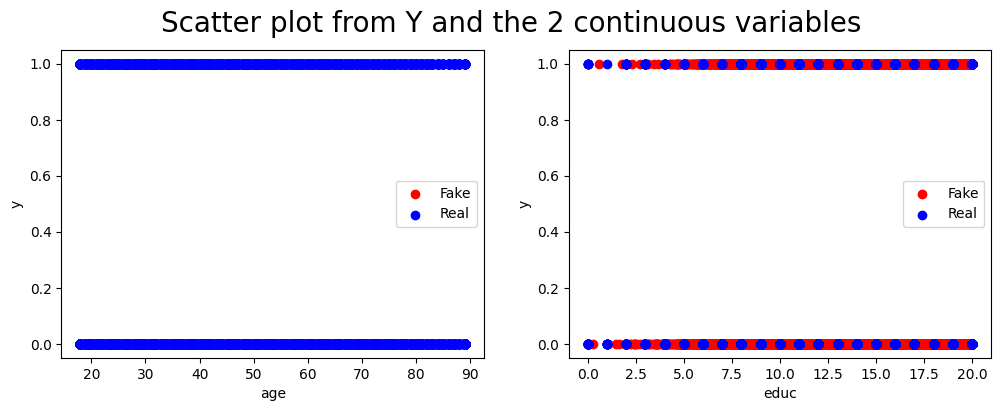 Scatter plot from Y and the 2 continuous variables
1.0
0.8
0.6
0.4
0.2
0.0
y
20 30 40 50 60 70 80 90
age
Fake
Real
1.0
0.8
0.6
0.4
0.2
0.0
y
0.0 2.5 5.0 7.5 10.0 12.5 15.0 17.5 20.0
educ
Fake
Real